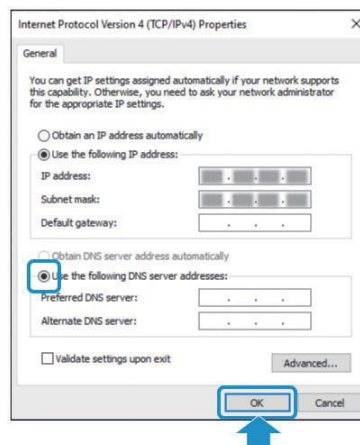 Internet Protocol Version 4 (TCP/IPv4) Properties
General
You can get IP settings assigned automatically if your network supports
this capability. Otherwise, you need to ask your network administrator
for the appropriate IP settings.
Obtain an IP address automatically
Use the following IP address:
IP address:
Subnet mask:
Default gateway:
Obtain DNS server address automatically
Use the following DNS server addresses:
Preferred DNS server:
Alternate DNS server:
Validate settings upon exit
Advanced...
OK Cancel